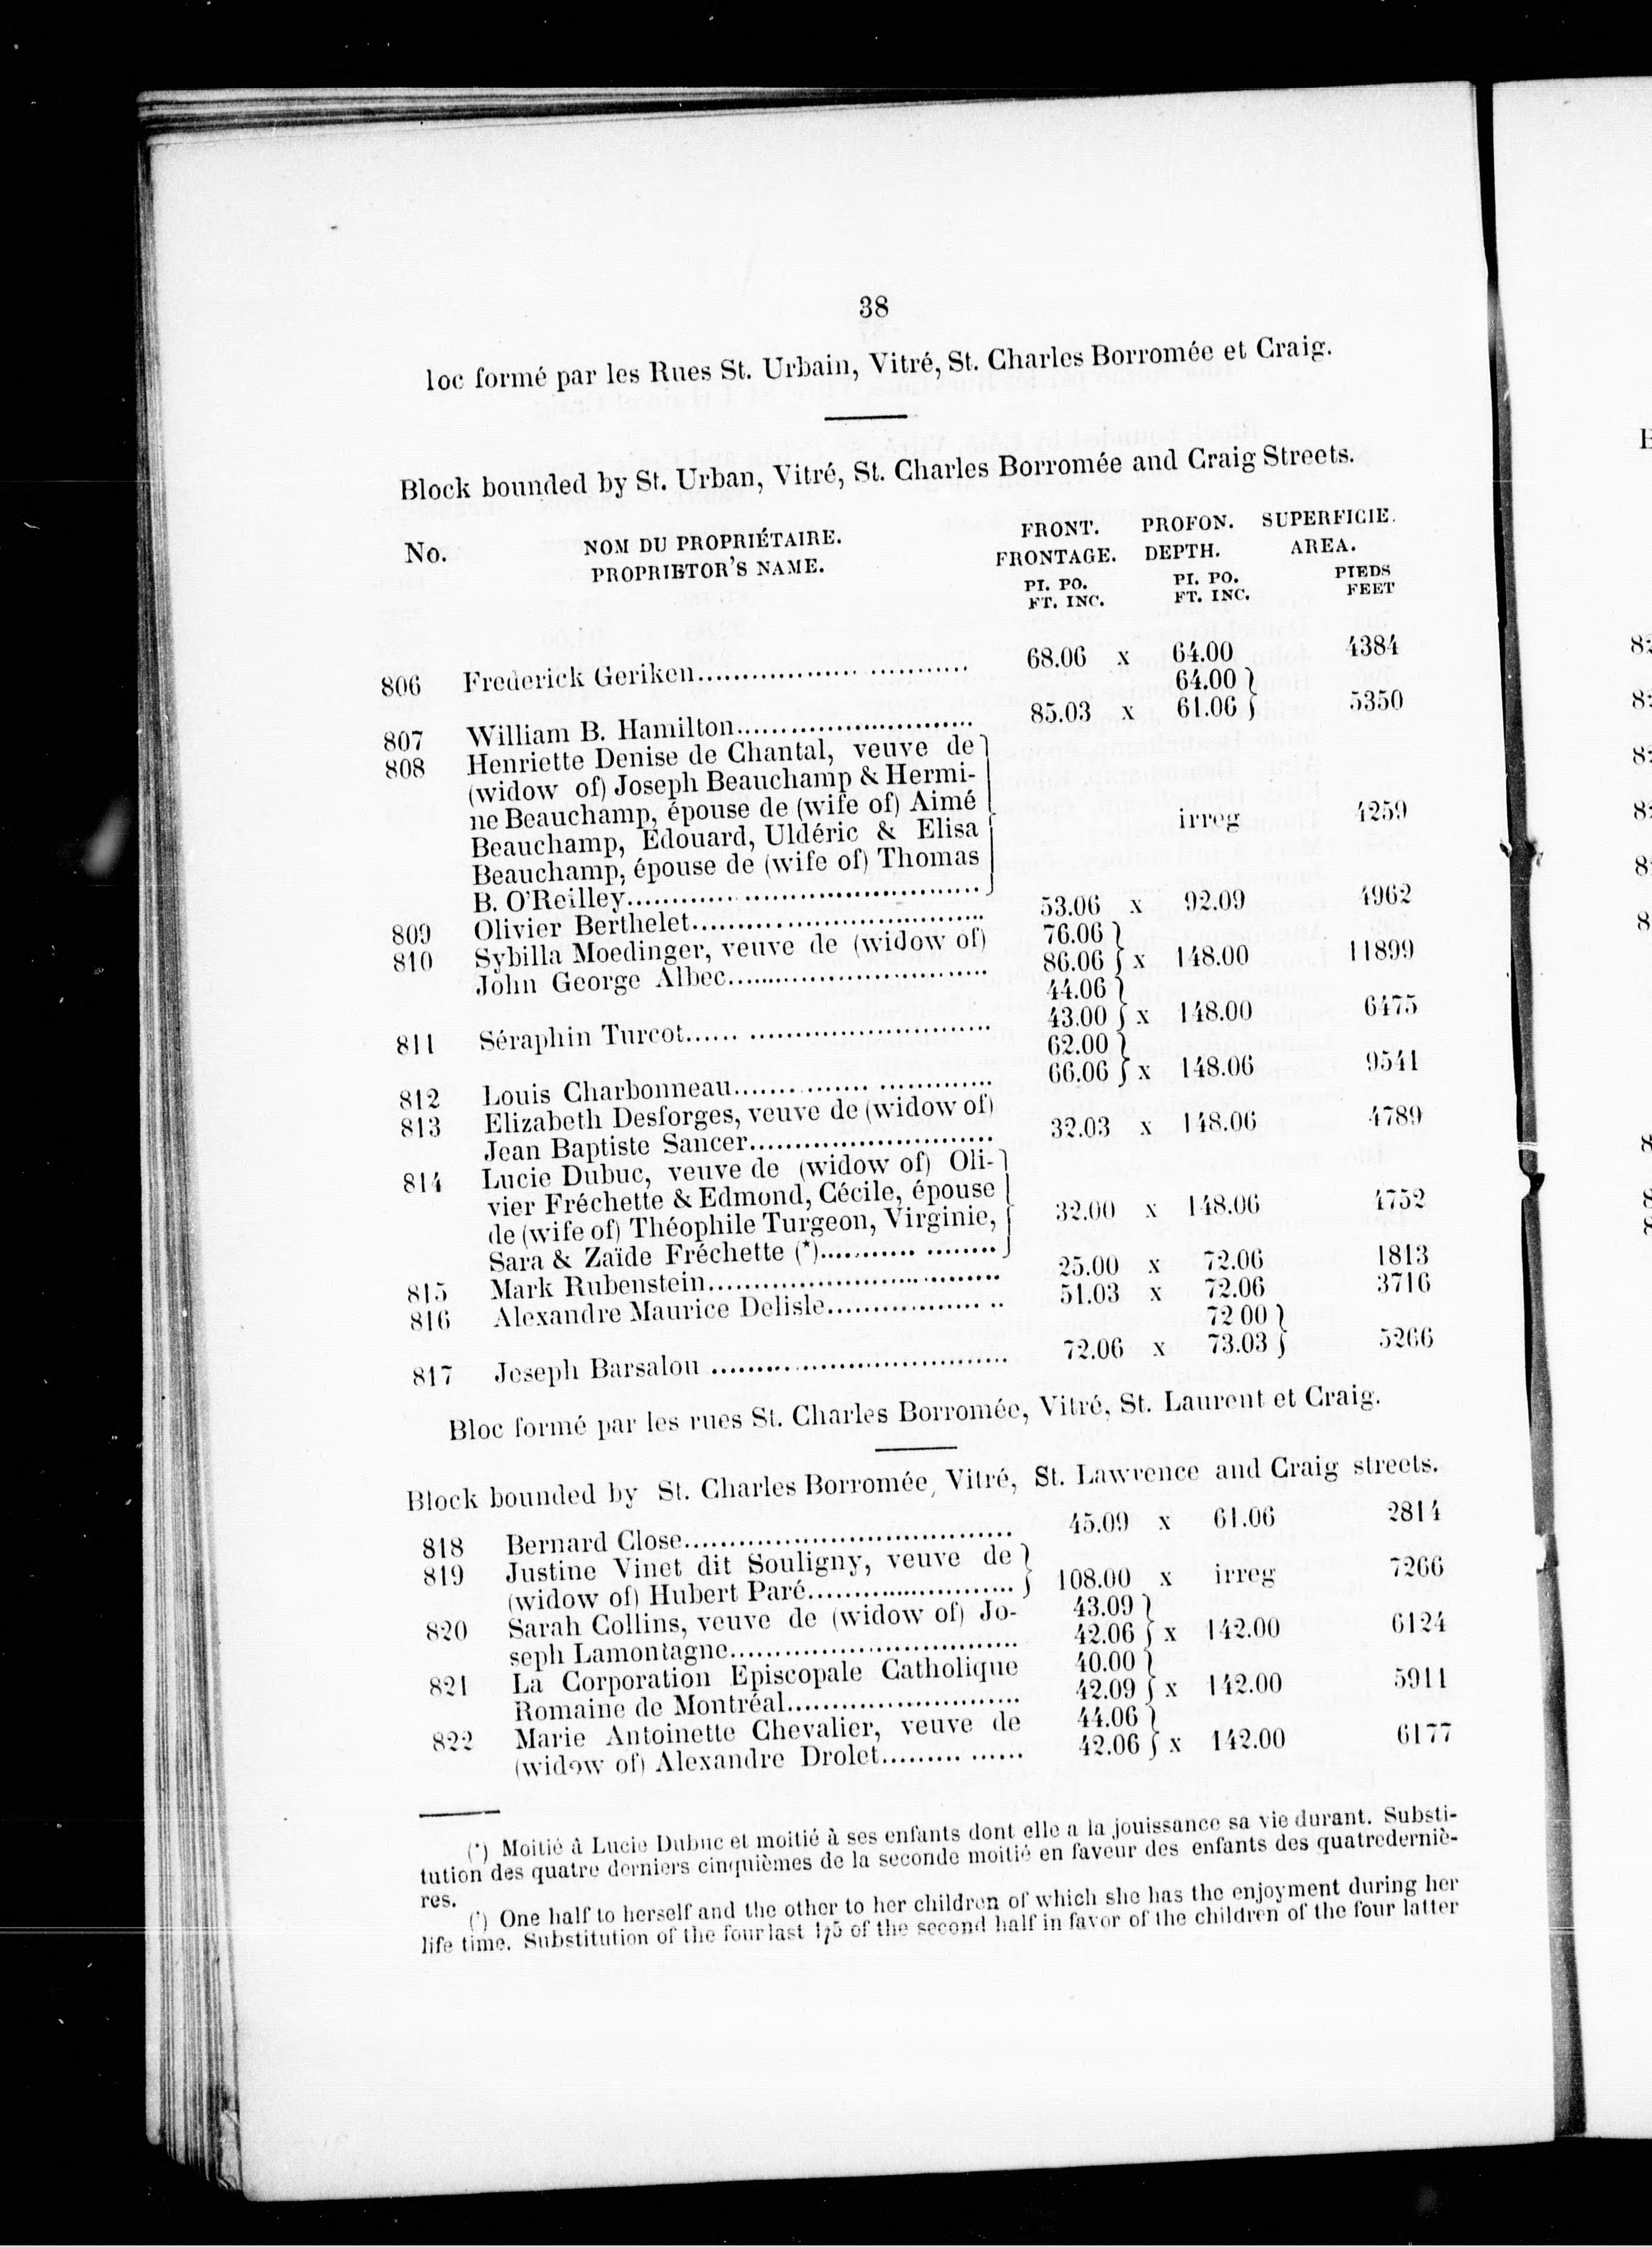 38
loc formé par les Rues St. Urbain, Vitré, St. Charles Borromée et Craig.
Block bounded by St. Urban, Vitré, St. Charles Borromée and Craig Streets.
No. NOM DU PROPRIÉTAIRE. FRONT. PROFON. SUPERFICIE.
PROPRIETOR'S NAME. FRONTAGE. DEPTH. AREA.
PI. PO. PI. PO. PIEDS
FT. INC. FT. INC. FEET
806 Frederick Geriken 68.06 x 64.00 4384
64.00 }
807 William B. Hamilton 85.03 x 61.06 } 5350
808 Henriette Denise de Chantal, veuve de
(widow of) Joseph Beauchamp & Hermi-
ne Beauchamp, épouse de (wife of) Aimé
Beauchamp, Edouard, Uldéric & Elisa irreg 4259
Beauchamp, épouse de (wife of) Thomas
B. O'Reilley
809 Olivier Berthelet 53.06 x 92.09 4962
810 Sybilla Moedinger, veuve de (widow of) 76.06 }
John George Albec 86.06 } x 148.00 11899
44.06 }
811 Séraphin Turcot 43.00 } x 148.00 6475
62.00 }
812 Louis Charbonneau 66.06 } x 148.06 9541
813 Elizabeth Desforges, veuve de (widow of)
Jean Baptiste Sancer 32.03 x 148.06 4789
814 Lucie Dubuc, veuve de (widow of) Oli-
vier Fréchette & Edmond, Cécile, épouse
de (wife of) Théophile Turgeon, Virginie, 32.00 x 148.06 4752
Sara & Zaïde Fréchette (*)
815 Mark Rubenstein 25.00 x 72.06 1813
816 Alexandre Maurice Delisle 51.03 x 72.06 3716
72 00 }
817 Joseph Barsalou 72.06 x 73.03 } 5266
Bloc formé par les rues St. Charles Borromée, Vitré, St. Laurent et Craig.
Block bounded by St. Charles Borromée, Vitré, St. Lawrence and Craig streets.
818 Bernard Close 45.09 x 61.06 2814
819 Justine Vinet dit Souligny, veuve de }
(widow of) Hubert Paré } 108.00 x irreg 7266
820 Sarah Collins, veuve de (widow of) Jo- 43.09 }
seph Lamontagne 42.06 } x 142.00 6124
821 La Corporation Episcopale Catholique 40.00 }
Romaine de Montréal 42.09 } x 142.00 5911
822 Marie Antoinette Chevalier, veuve de 44.06 }
(widow of) Alexandre Drolet 42.06 } x 142.00 6177
(*) Moitié à Lucie Dubuc et moitié à ses enfants dont elle a la jouissance sa vie durant. Substi-
tution des quatre derniers cinquièmes de la seconde moitié en faveur des enfants des quatredernié-
res.
(*) One half to herself and the other to her children of which she has the enjoyment during her
life time. Substitution of the four last 1/5 of the second half in favor of the children of the four latter